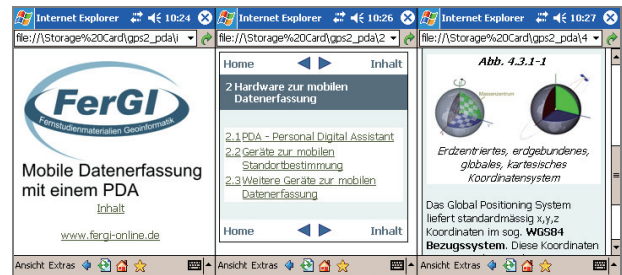 Internet Explorer 10:24
file://\Storage%20Card\gps2_pda\i
FerGI
Fernstudienmaterialien Geoinformatik
Mobile Datenerfassung
mit einem PDA
Inhalt
www.fergi-online.de
Ansicht Extras
Internet Explorer 10:26
file://\Storage%20Card\gps2_pda\2
Home Inhalt
2 Hardware zur mobilen
Datenerfassung
2.1 PDA - Personal Digital Assistant
2.2 Geräte zur mobilen
Standortbestimmung
2.3 Weitere Geräte zur mobilen
Datenerfassung
Home Inhalt
Ansicht Extras
Internet Explorer 10:27
file://\Storage%20Card\gps2_pda\4
Abb. 4.3.1-1
Massenzentrum
Erdzentriertes, erdgebundenes,
globales, kartesisches
Koordinatensystem
Das Global Positioning System
liefert standardmässig x,y,z
Koordinaten im sog. WGS84
Bezugssystem. Diese Koordinaten
Ansicht Extras